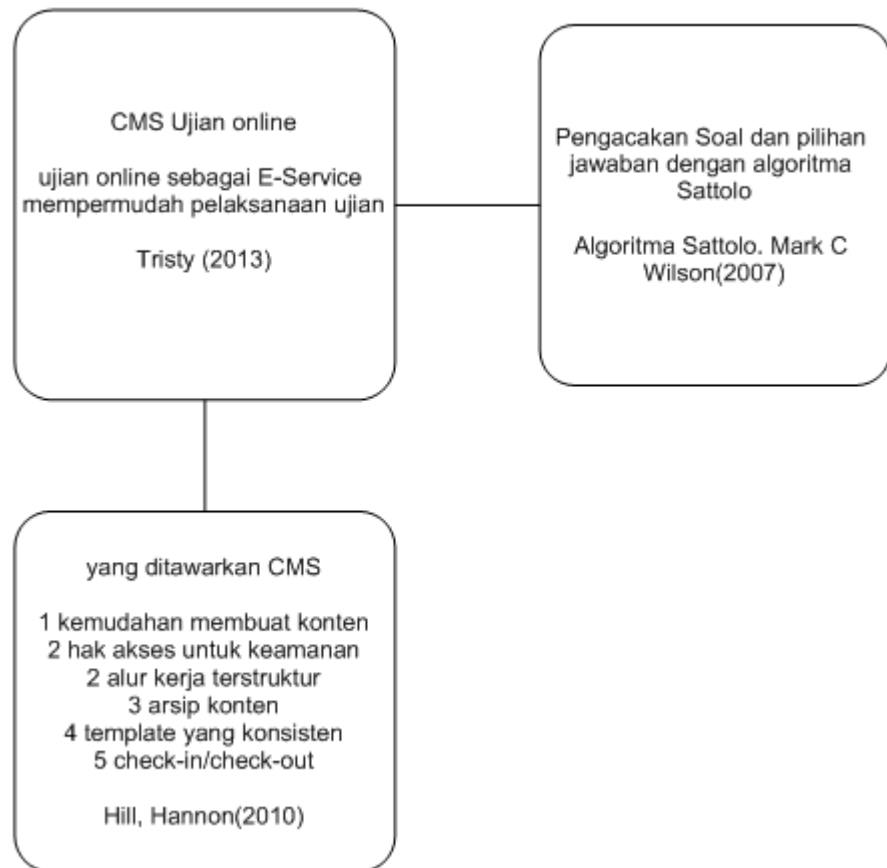 CMS Ujian online
ujian online sebagai E-Service
mempermudah pelaksanaan ujian
Tristy (2013)
Pengacakan Soal dan pilihan
jawaban dengan algoritma
Sattolo
Algoritma Sattolo. Mark C
Wilson(2007)
yang ditawarkan CMS
1 kemudahan membuat konten
2 hak akses untuk keamanan
2 alur kerja terstruktur
3 arsip konten
4 template yang konsisten
5 check-in/check-out
Hill, Hannon(2010)